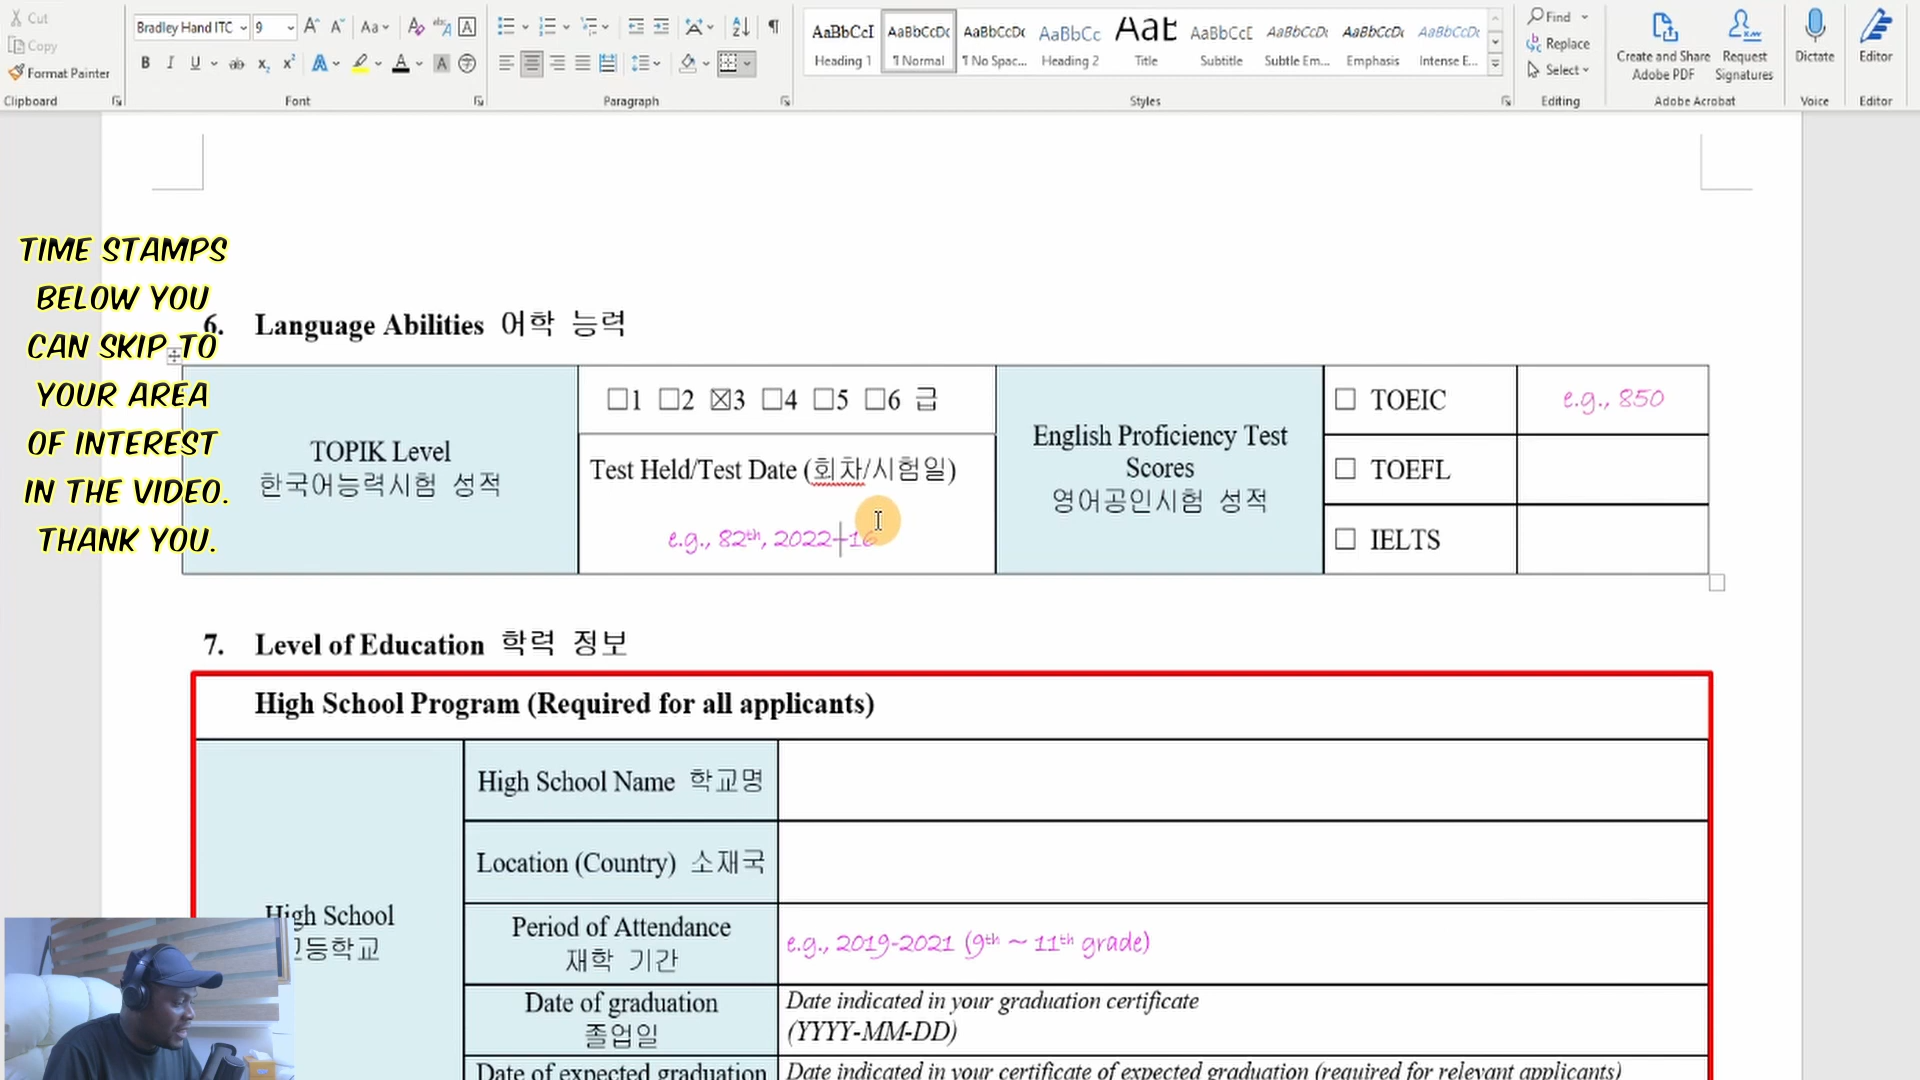 Cut
Copy
Format Painter
Clipboard
Bradley Hand ITC
9
Aa
B I U ab x₂ x² A A A
Font
Paragraph
AaBbCcI AaBbCcDc AaBbCcDc AaBbCc AaE AaBbCcE AaBbCcDc AaBbCcDc AaBbCcDc
Heading 1 ¶ Normal ¶ No Spac... Heading 2 Title Subtitle Subtle Em... Emphasis Intense E...
Styles
Find
Replace
Select
Editing
Create and Share
Adobe PDF
Request
Signatures
Adobe Acrobat
Dictate
Voice
Editor
Editor
TIME STAMPS
BELOW YOU
CAN SKIP TO
YOUR AREA
OF INTEREST
IN THE VIDEO.
THANK YOU.
6. Language Abilities 어학 능력
TOPIK Level
한국어능력시험 성적
☐1 ☐2 ☒3 ☐4 ☐5 ☐6 급
Test Held/Test Date (회차/시험일)
e.g., 82th, 2022-16
English Proficiency Test
Scores
영어공인시험 성적
☐ TOEIC
e.g., 850
☐ TOEFL
☐ IELTS
7. Level of Education 학력 정보
High School Program (Required for all applicants)
High School
고등학교
High School Name 학교명
Location (Country) 소재국
Period of Attendance
재학 기간
e.g., 2019-2021 (9th ~ 11th grade)
Date of graduation
졸업일
Date indicated in your graduation certificate
(YYYY-MM-DD)
Date of expected graduation
Date indicated in your certificate of expected graduation (required for relevant applicants)